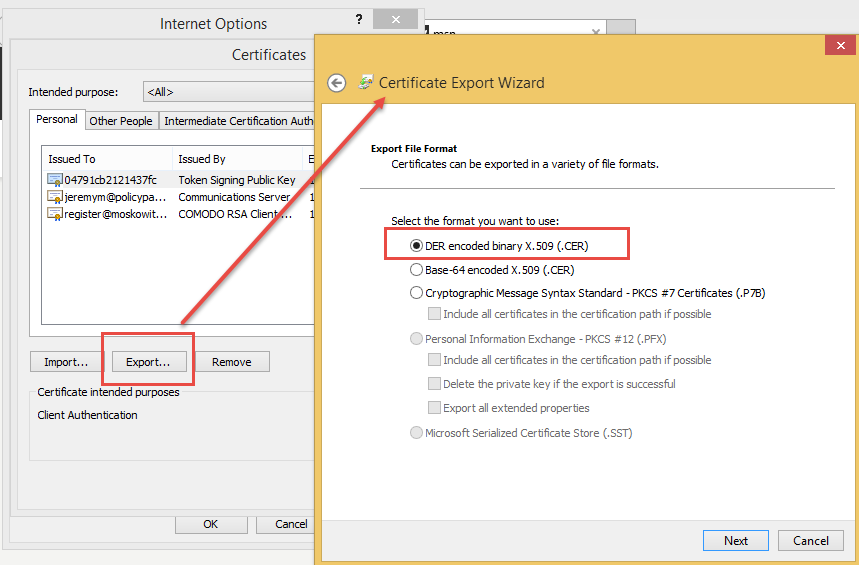 Internet Options
?
msn
Certificates
Certificate Export Wizard
Intended purpose:
<All>
Personal
Other People
Intermediate Certification Auth
Issued To
Issued By
E
04791cb2121437fc
Token Signing Public Key
jeremym@policypa...
Communications Server
register@moskowit...
COMODO RSA Client ...
Import...
Export...
Remove
Certificate intended purposes
Client Authentication
OK
Cancel
Export File Format
Certificates can be exported in a variety of file formats.
Select the format you want to use:
DER encoded binary X.509 (.CER)
Base-64 encoded X.509 (.CER)
Cryptographic Message Syntax Standard - PKCS #7 Certificates (.P7B)
Include all certificates in the certification path if possible
Personal Information Exchange - PKCS #12 (.PFX)
Include all certificates in the certification path if possible
Delete the private key if the export is successful
Export all extended properties
Microsoft Serialized Certificate Store (.SST)
Next
Cancel